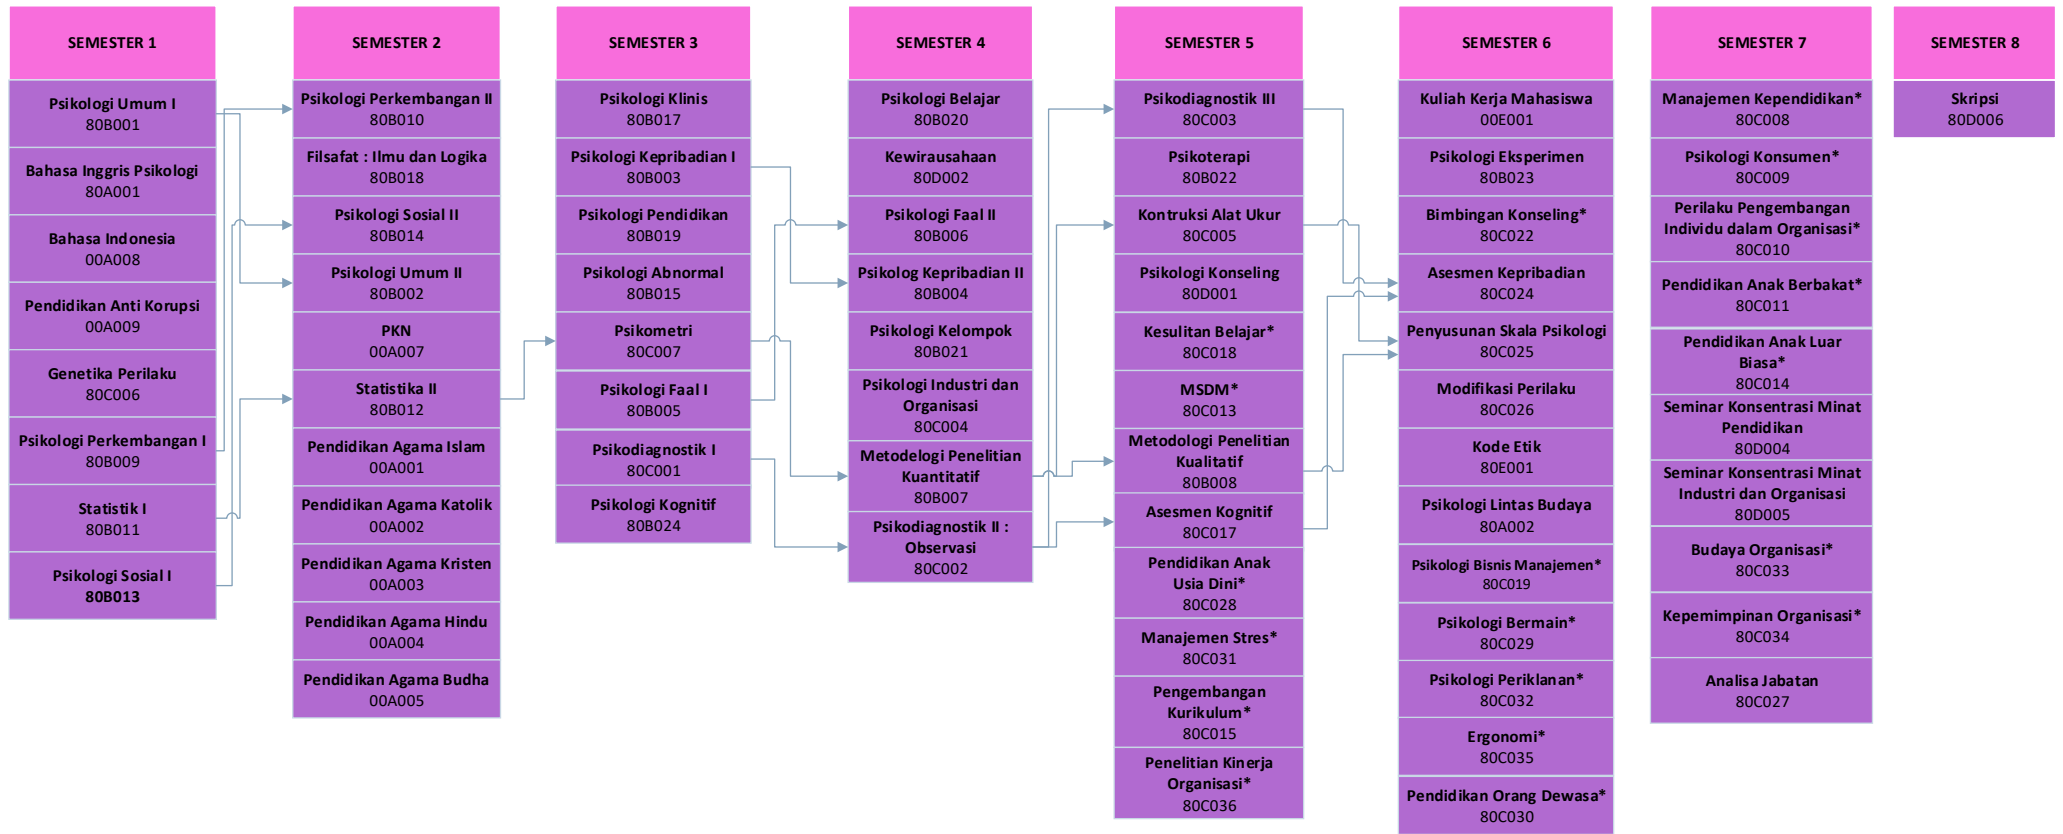 SEMESTER 1
Psikologi Umum I
80B001
Bahasa Inggris Psikologi
80A001
Bahasa Indonesia
00A008
Pendidikan Anti Korupsi
00A009
Genetika Perilaku
80C006
Psikologi Perkembangan I
80B009
Statistik I
80B011
Psikologi Sosial I
80B013
SEMESTER 2
Psikologi Perkembangan II
80B010
Filsafat : Ilmu dan Logika
80B018
Psikologi Sosial II
80B014
Psikologi Umum II
80B002
PKN
00A007
Statistika II
80B012
Pendidikan Agama Islam
00A001
Pendidikan Agama Katolik
00A002
Pendidikan Agama Kristen
00A003
Pendidikan Agama Hindu
00A004
Pendidikan Agama Budha
00A005
SEMESTER 3
Psikologi Klinis
80B017
Psikologi Kepribadian I
80B003
Psikologi Pendidikan
80B019
Psikologi Abnormal
80B015
Psikometri
80C007
Psikologi Faal I
80B005
Psikodiagnostik I
80C001
Psikologi Kognitif
80B024
SEMESTER 4
Psikologi Belajar
80B020
Kewirausahaan
80D002
Psikologi Faal II
80B006
Psikolog Kepribadian II
80B004
Psikologi Kelompok
80B021
Psikologi Industri dan
Organisasi
80C004
Metodelogi Penelitian
Kuantitatif
80B007
Psikodiagnostik II :
Observasi
80C002
SEMESTER 5
Psikodiagnostik III
80C003
Psikoterapi
80B022
Kontruksi Alat Ukur
80C005
Psikologi Konseling
80D001
Kesulitan Belajar*
80C018
MSDM*
80C013
Metodologi Penelitian
Kualitatif
80B008
Asesmen Kognitif
80C017
Pendidikan Anak
Usia Dini*
80C028
Manajemen Stres*
80C031
Pengembangan
Kurikulum*
80C015
Penelitian Kinerja
Organisasi*
80C036
SEMESTER 6
Kuliah Kerja Mahasiswa
00E001
Psikologi Eksperimen
80B023
Bimbingan Konseling*
80C022
Asesmen Kepribadian
80C024
Penyusunan Skala Psikologi
80C025
Modifikasi Perilaku
80C026
Kode Etik
80E001
Psikologi Lintas Budaya
80A002
Psikologi Bisnis Manajemen*
80C019
Psikologi Bermain*
80C029
Psikologi Periklanan*
80C032
Ergonomi*
80C035
Pendidikan Orang Dewasa*
80C030
SEMESTER 7
Manajemen Kependidikan*
80C008
Psikologi Konsumen*
80C009
Perilaku Pengembangan
Individu dalam Organisasi*
80C010
Pendidikan Anak Berbakat*
80C011
Pendidikan Anak Luar
Biasa*
80C014
Seminar Konsentrasi Minat
Pendidikan
80D004
Seminar Konsentrasi Minat
Industri dan Organisasi
80D005
Budaya Organisasi*
80C033
Kepemimpinan Organisasi*
80C034
Analisa Jabatan
80C027
SEMESTER 8
Skripsi
80D006